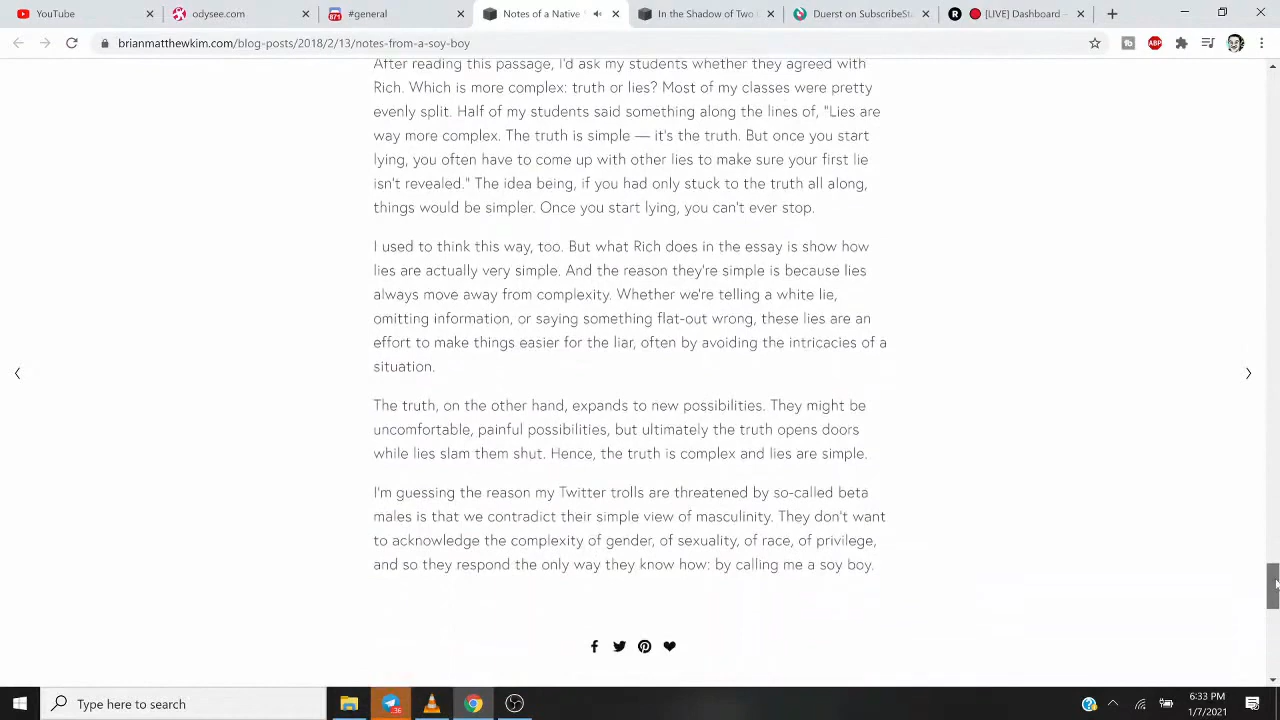 YouTube
odysee.com
#general
Notes of a Native
In the Shadow of Two
Duerst on SubscribeSt
[LIVE] Dashboard –
brianmatthewkim.com/blog-posts/2018/2/13/notes-from-a-soy-boy
ABP
After reading this passage, I'd ask my students whether they agreed with
Rich. Which is more complex: truth or lies? Most of my classes were pretty
evenly split. Half of my students said something along the lines of, "Lies are
way more complex. The truth is simple — it's the truth. But once you start
lying, you often have to come up with other lies to make sure your first lie
isn't revealed." The idea being, if you had only stuck to the truth all along,
things would be simpler. Once you start lying, you can't ever stop.
I used to think this way, too. But what Rich does in the essay is show how
lies are actually very simple. And the reason they're simple is because lies
always move away from complexity. Whether we're telling a white lie,
omitting information, or saying something flat-out wrong, these lies are an
effort to make things easier for the liar, often by avoiding the intricacies of a
situation.
The truth, on the other hand, expands to new possibilities. They might be
uncomfortable, painful possibilities, but ultimately the truth opens doors
while lies slam them shut. Hence, the truth is complex and lies are simple.
I'm guessing the reason my Twitter trolls are threatened by so-called beta
males is that we contradict their simple view of masculinity. They don't want
to acknowledge the complexity of gender, of sexuality, of race, of privilege,
and so they respond the only way they know how: by calling me a soy boy.
Type here to search
36
6:33 PM
1/7/2021